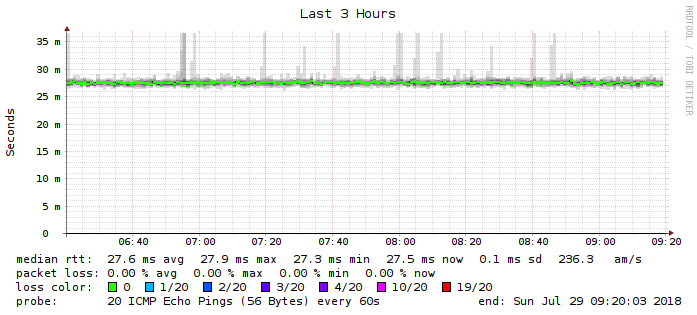 Last 3 Hours
RRDTOOL / TOBI OETIKER
Seconds
35 m
30 m
25 m
20 m
15 m
10 m
5 m
0
06:40 07:00 07:20 07:40 08:00 08:20 08:40 09:00 09:20
median rtt: 27.6 ms avg 27.9 ms max 27.3 ms min 27.5 ms now 0.1 ms sd 236.3 am/s
packet loss: 0.00 % avg 0.00 % max 0.00 % min 0.00 % now
loss color: 0 1/20 2/20 3/20 4/20 10/20 19/20
probe: 20 ICMP Echo Pings (56 Bytes) every 60s end: Sun Jul 29 09:20:03 2018